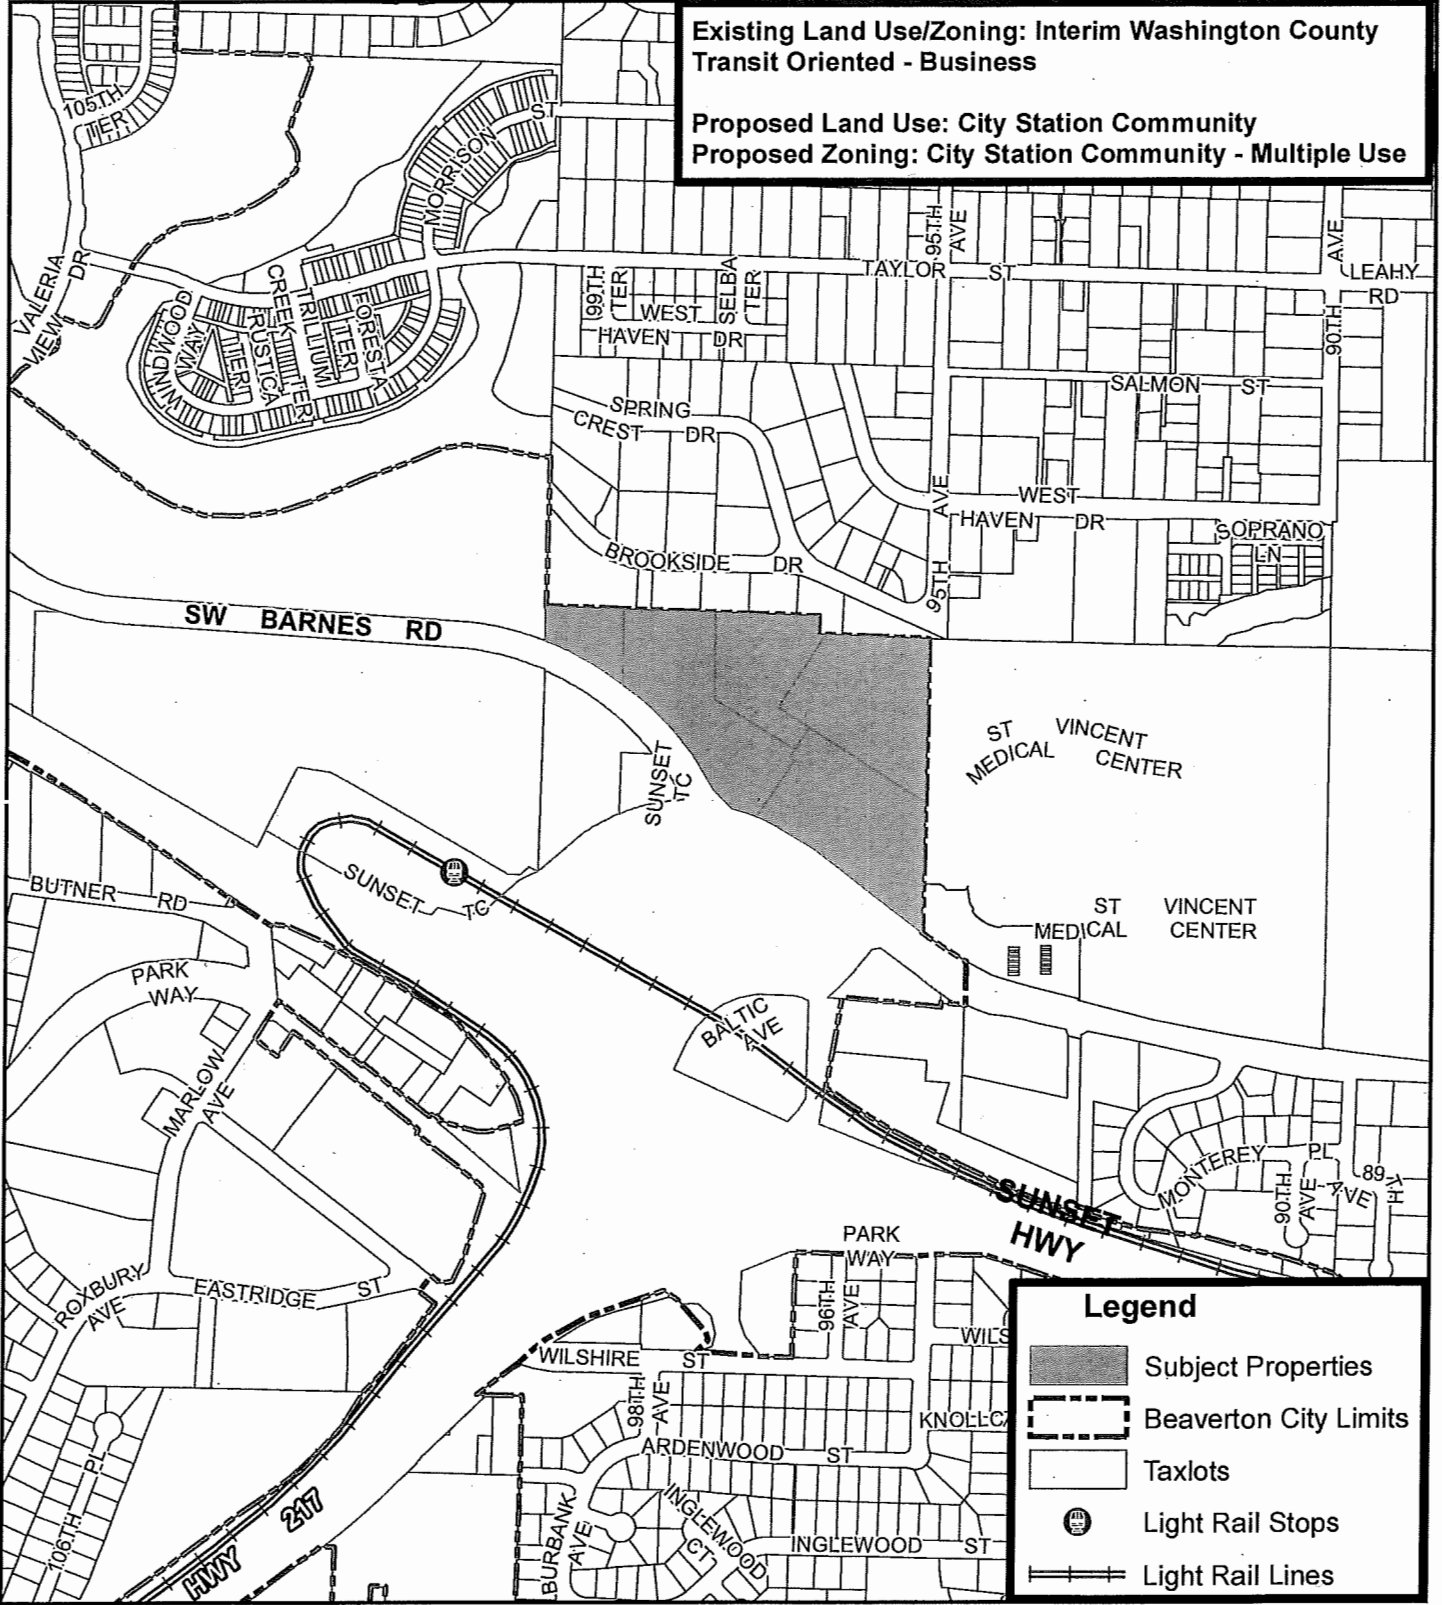 Existing Land Use/Zoning: Interim Washington County
Transit Oriented - Business
Proposed Land Use: City Station Community
Proposed Zoning: City Station Community - Multiple Use
105TH
TER
MORRISON
ST
VALERIA
VIEW
DR
WINDWOOD
WAY
RUSTICA
TER
CREEK
TRILLIUM
TER
FORESTA
TER
99TH
TER
SELBA
TER
WEST
HAVEN DR
TAYLOR ST
95TH
AVE
AVE
90TH
LEAHY
RD
SALMON ST
SPRING
CREST DR
WEST
HAVEN DR
AVE
95TH
SOPRANO
LN
BROOKSIDE DR
SW BARNES RD
SUNSET
TC
ST VINCENT
MEDICAL CENTER
SUNSET TC
ST VINCENT
MEDICAL CENTER
BUTNER RD
PARK
WAY
MARLOW
AVE
BALTIC
AVE
SUNSET
HWY
MONTEREY PL
90TH
AVE
89TH
AVE
PARK
WAY
96TH
AVE
ROXBURY
AVE
EASTRIDGE ST
WILSHIRE ST
WILS
98TH
AVE
KNOLLC
ARDENWOOD ST
106TH
PL
217
HWY
BURBANK
AVE
INGLEWOOD
CT
INGLEWOOD ST
Legend
Subject Properties
Beaverton City Limits
Taxlots
Light Rail Stops
Light Rail Lines